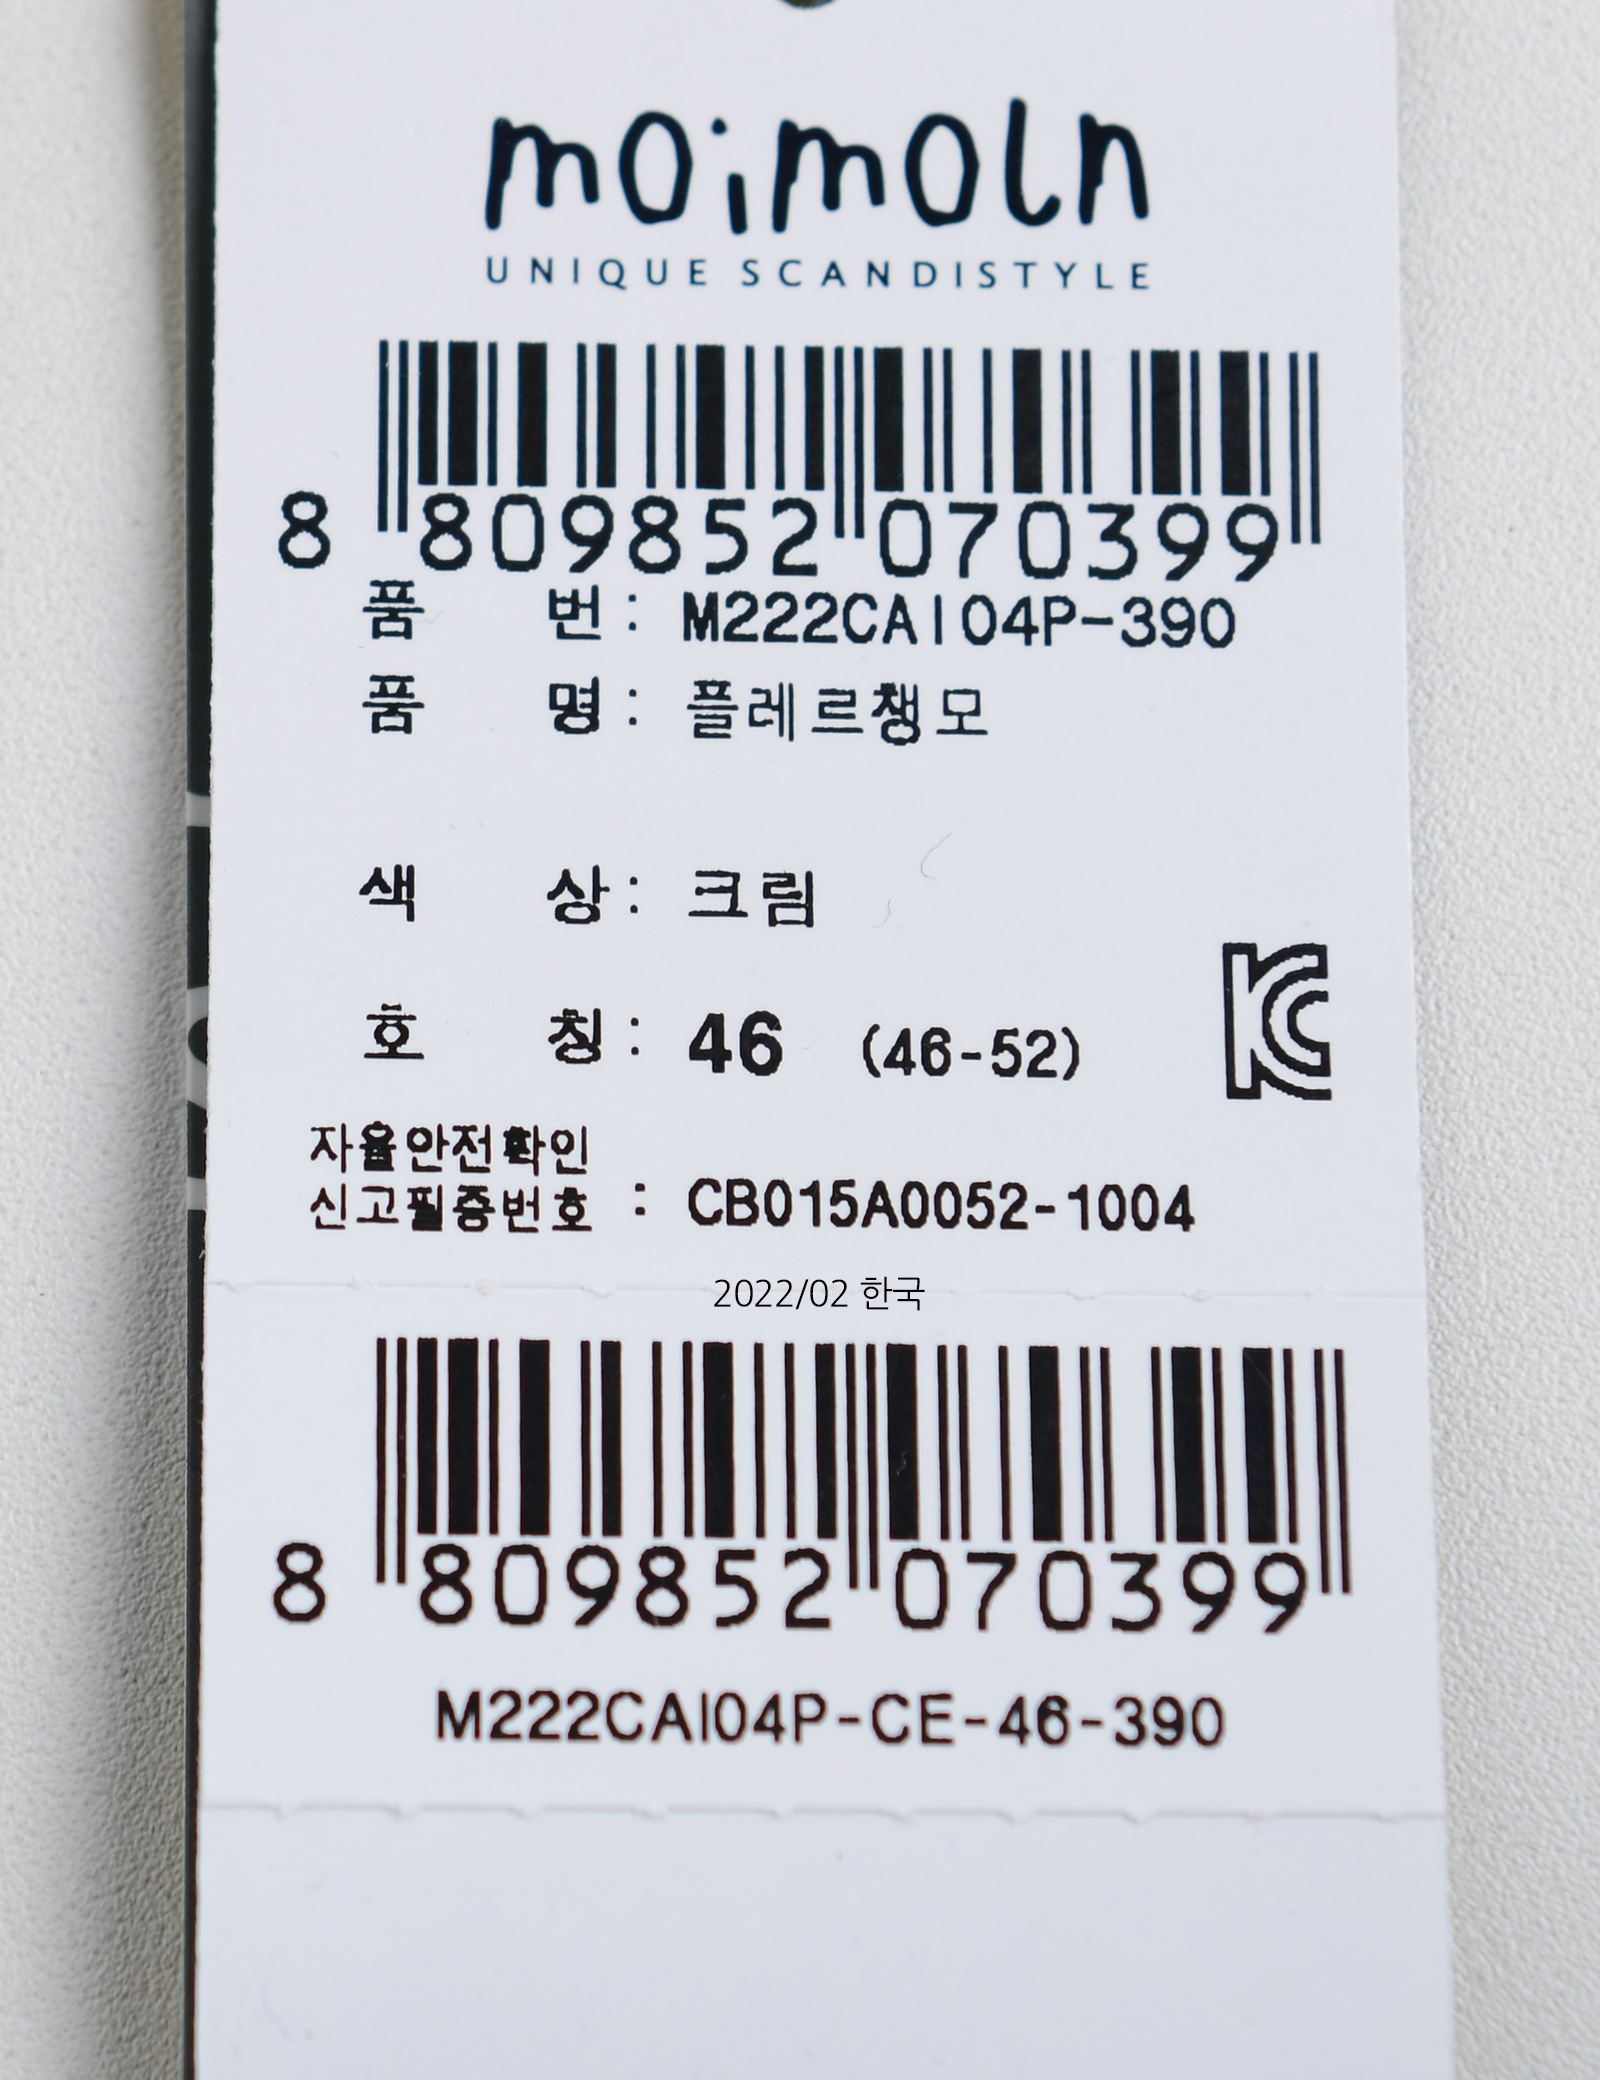 moimoln
UNIQUE SCANDISTYLE
8 809852 070399
품 번 : M222CAI04P-390
품 명 : 플레르챙모
색 상 : 크림
호 칭 : 46 (46-52)
자율안전확인
신고필증번호 : CB015A0052-1004
2022/02 한국
8 809852 070399
M222CAI04P-CE-46-390